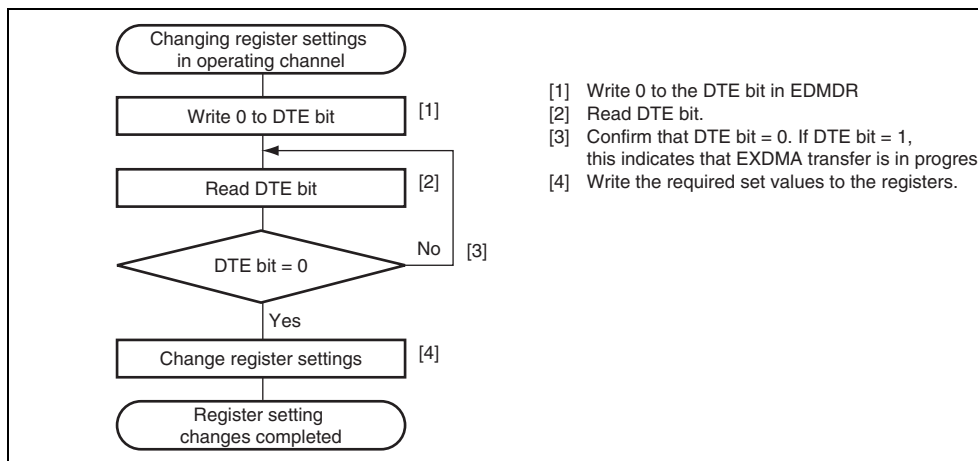 Changing register settings
in operating channel
Write 0 to DTE bit
[1]
Read DTE bit
[2]
DTE bit = 0
No
[3]
Yes
Change register settings
[4]
Register setting
changes completed
[1] Write 0 to the DTE bit in EDMDR
[2] Read DTE bit.
[3] Confirm that DTE bit = 0. If DTE bit = 1,
this indicates that EXDMA transfer is in progres
[4] Write the required set values to the registers.